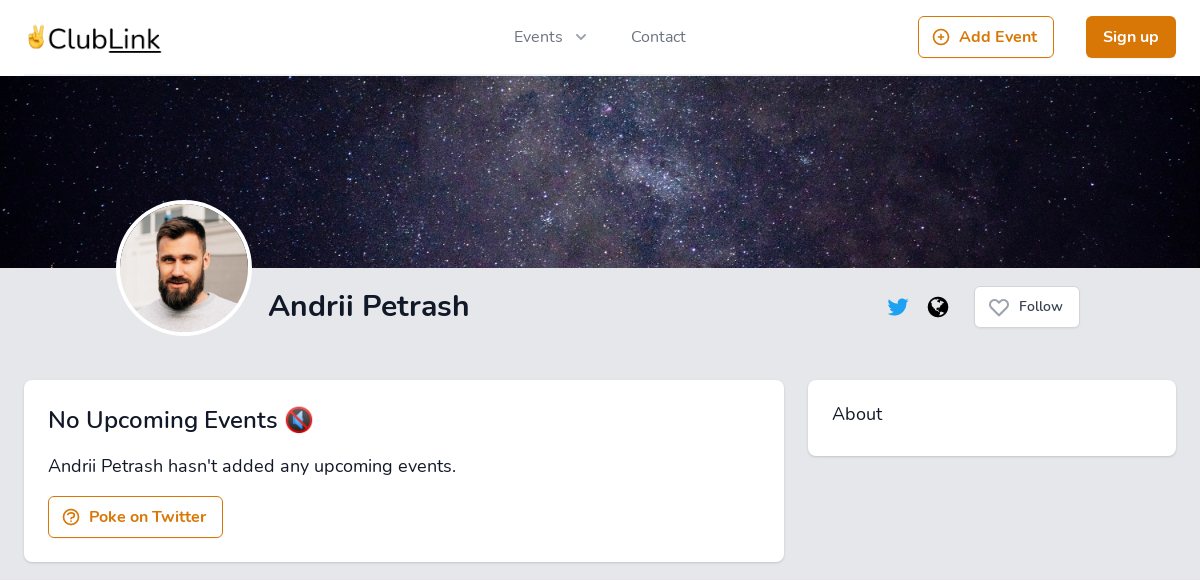 ✌️ClubLink
Events
Contact
Add Event
Sign up
Andrii Petrash
Follow
No Upcoming Events 🔇
Andrii Petrash hasn't added any upcoming events.
Poke on Twitter
About